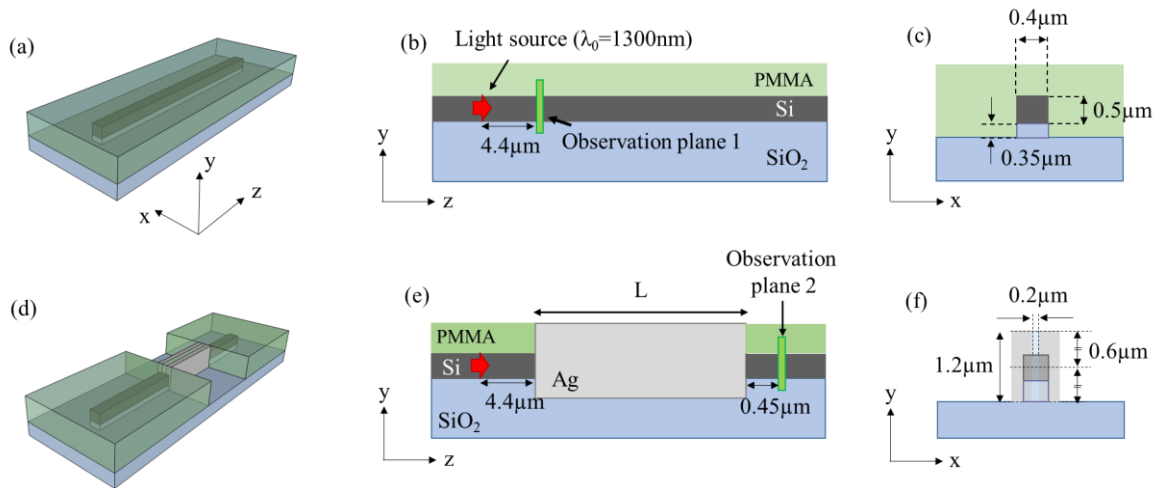 (a)
x
y
z
(b)
Light source (λ0=1300nm)
PMMA
Si
4.4μm
Observation plane 1
SiO2
y
z
(c)
0.4μm
0.5μm
0.35μm
y
x
(d)
(e)
L
Observation
plane 2
PMMA
Si
Ag
4.4μm
0.45μm
SiO2
y
z
(f)
0.2μm
1.2μm
0.6μm
y
x